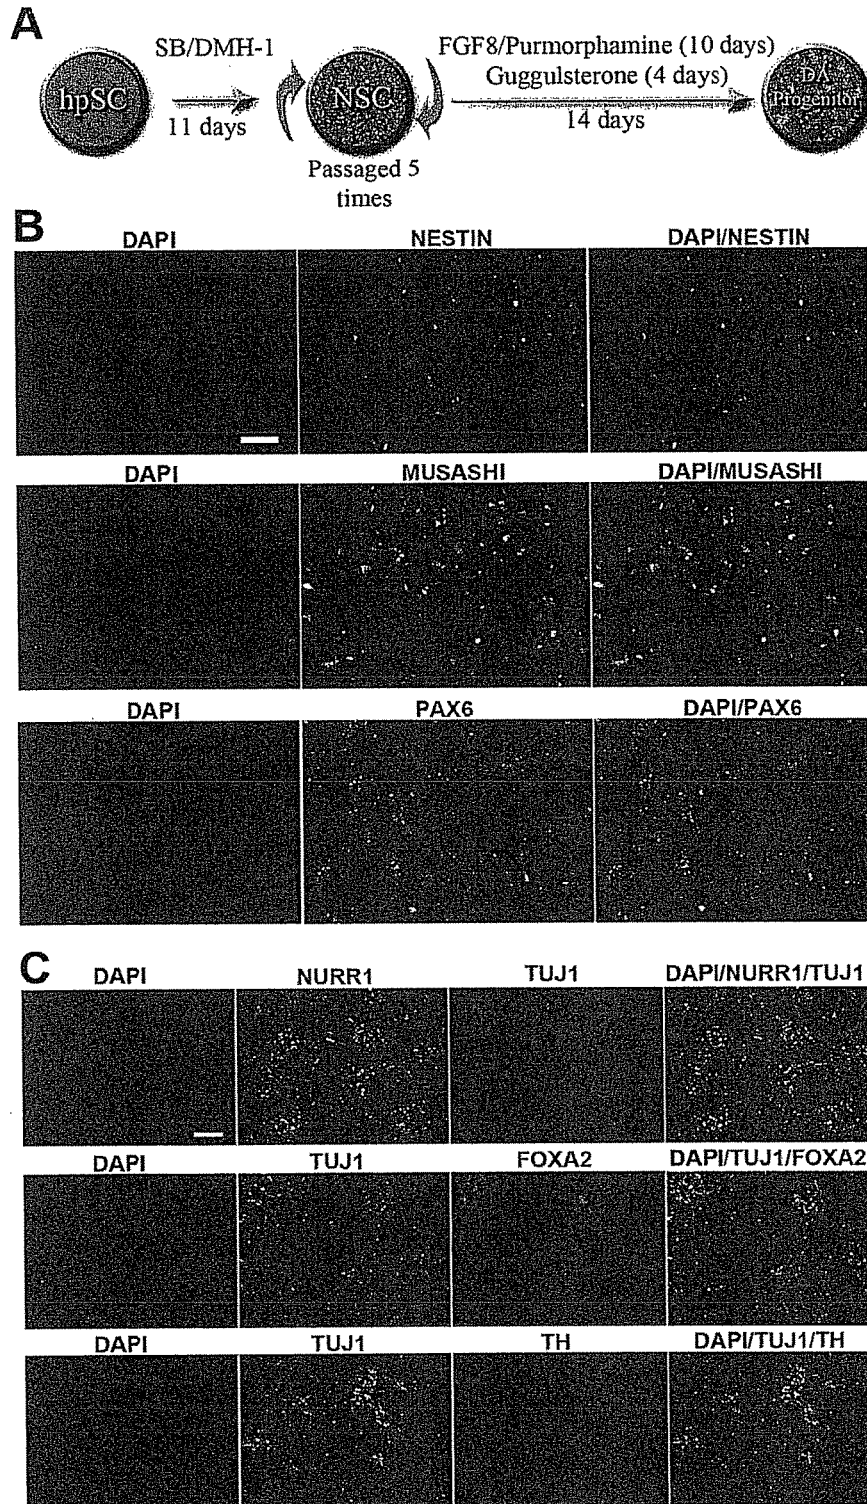 A
SB/DMH-1
FGF8/Purmorphamine (10 days)
Guggulsterone (4 days)
hpSC
NSC
DA
Progenitor
11 days
14 days
Passaged 5
times
B
DAPI
NESTIN
DAPI/NESTIN
DAPI
MUSASHI
DAPI/MUSASHI
DAPI
PAX6
DAPI/PAX6
C
DAPI
NURR1
TUJ1
DAPI/NURR1/TUJ1
DAPI
TUJ1
FOXA2
DAPI/TUJ1/FOXA2
DAPI
TUJ1
TH
DAPI/TUJ1/TH